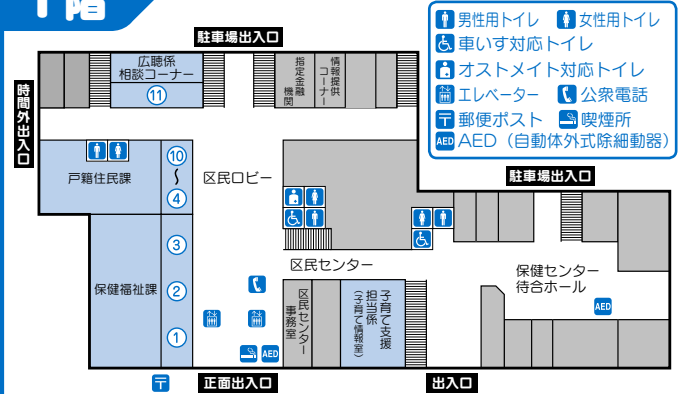 1階
男性用トイレ
女性用トイレ
車いす対応トイレ
オストメイト対応トイレ
エレベーター
公衆電話
郵便ポスト
喫煙所
AED AED（自動体外式除細動器）
駐車場出入口
時間外出入口
広聴係
相談コーナー
⑪
指定金融
機関
情報提供
コーナー
駐車場出入口
戸籍住民課
⑩
〜
④
区民ロビー
③
保健福祉課
②
①
区民センター
区民センター
事務室
子育て支援
担当係
（子育て情報室）
保健センター
待合ホール
AED
AED
〒
正面出入口
出入口